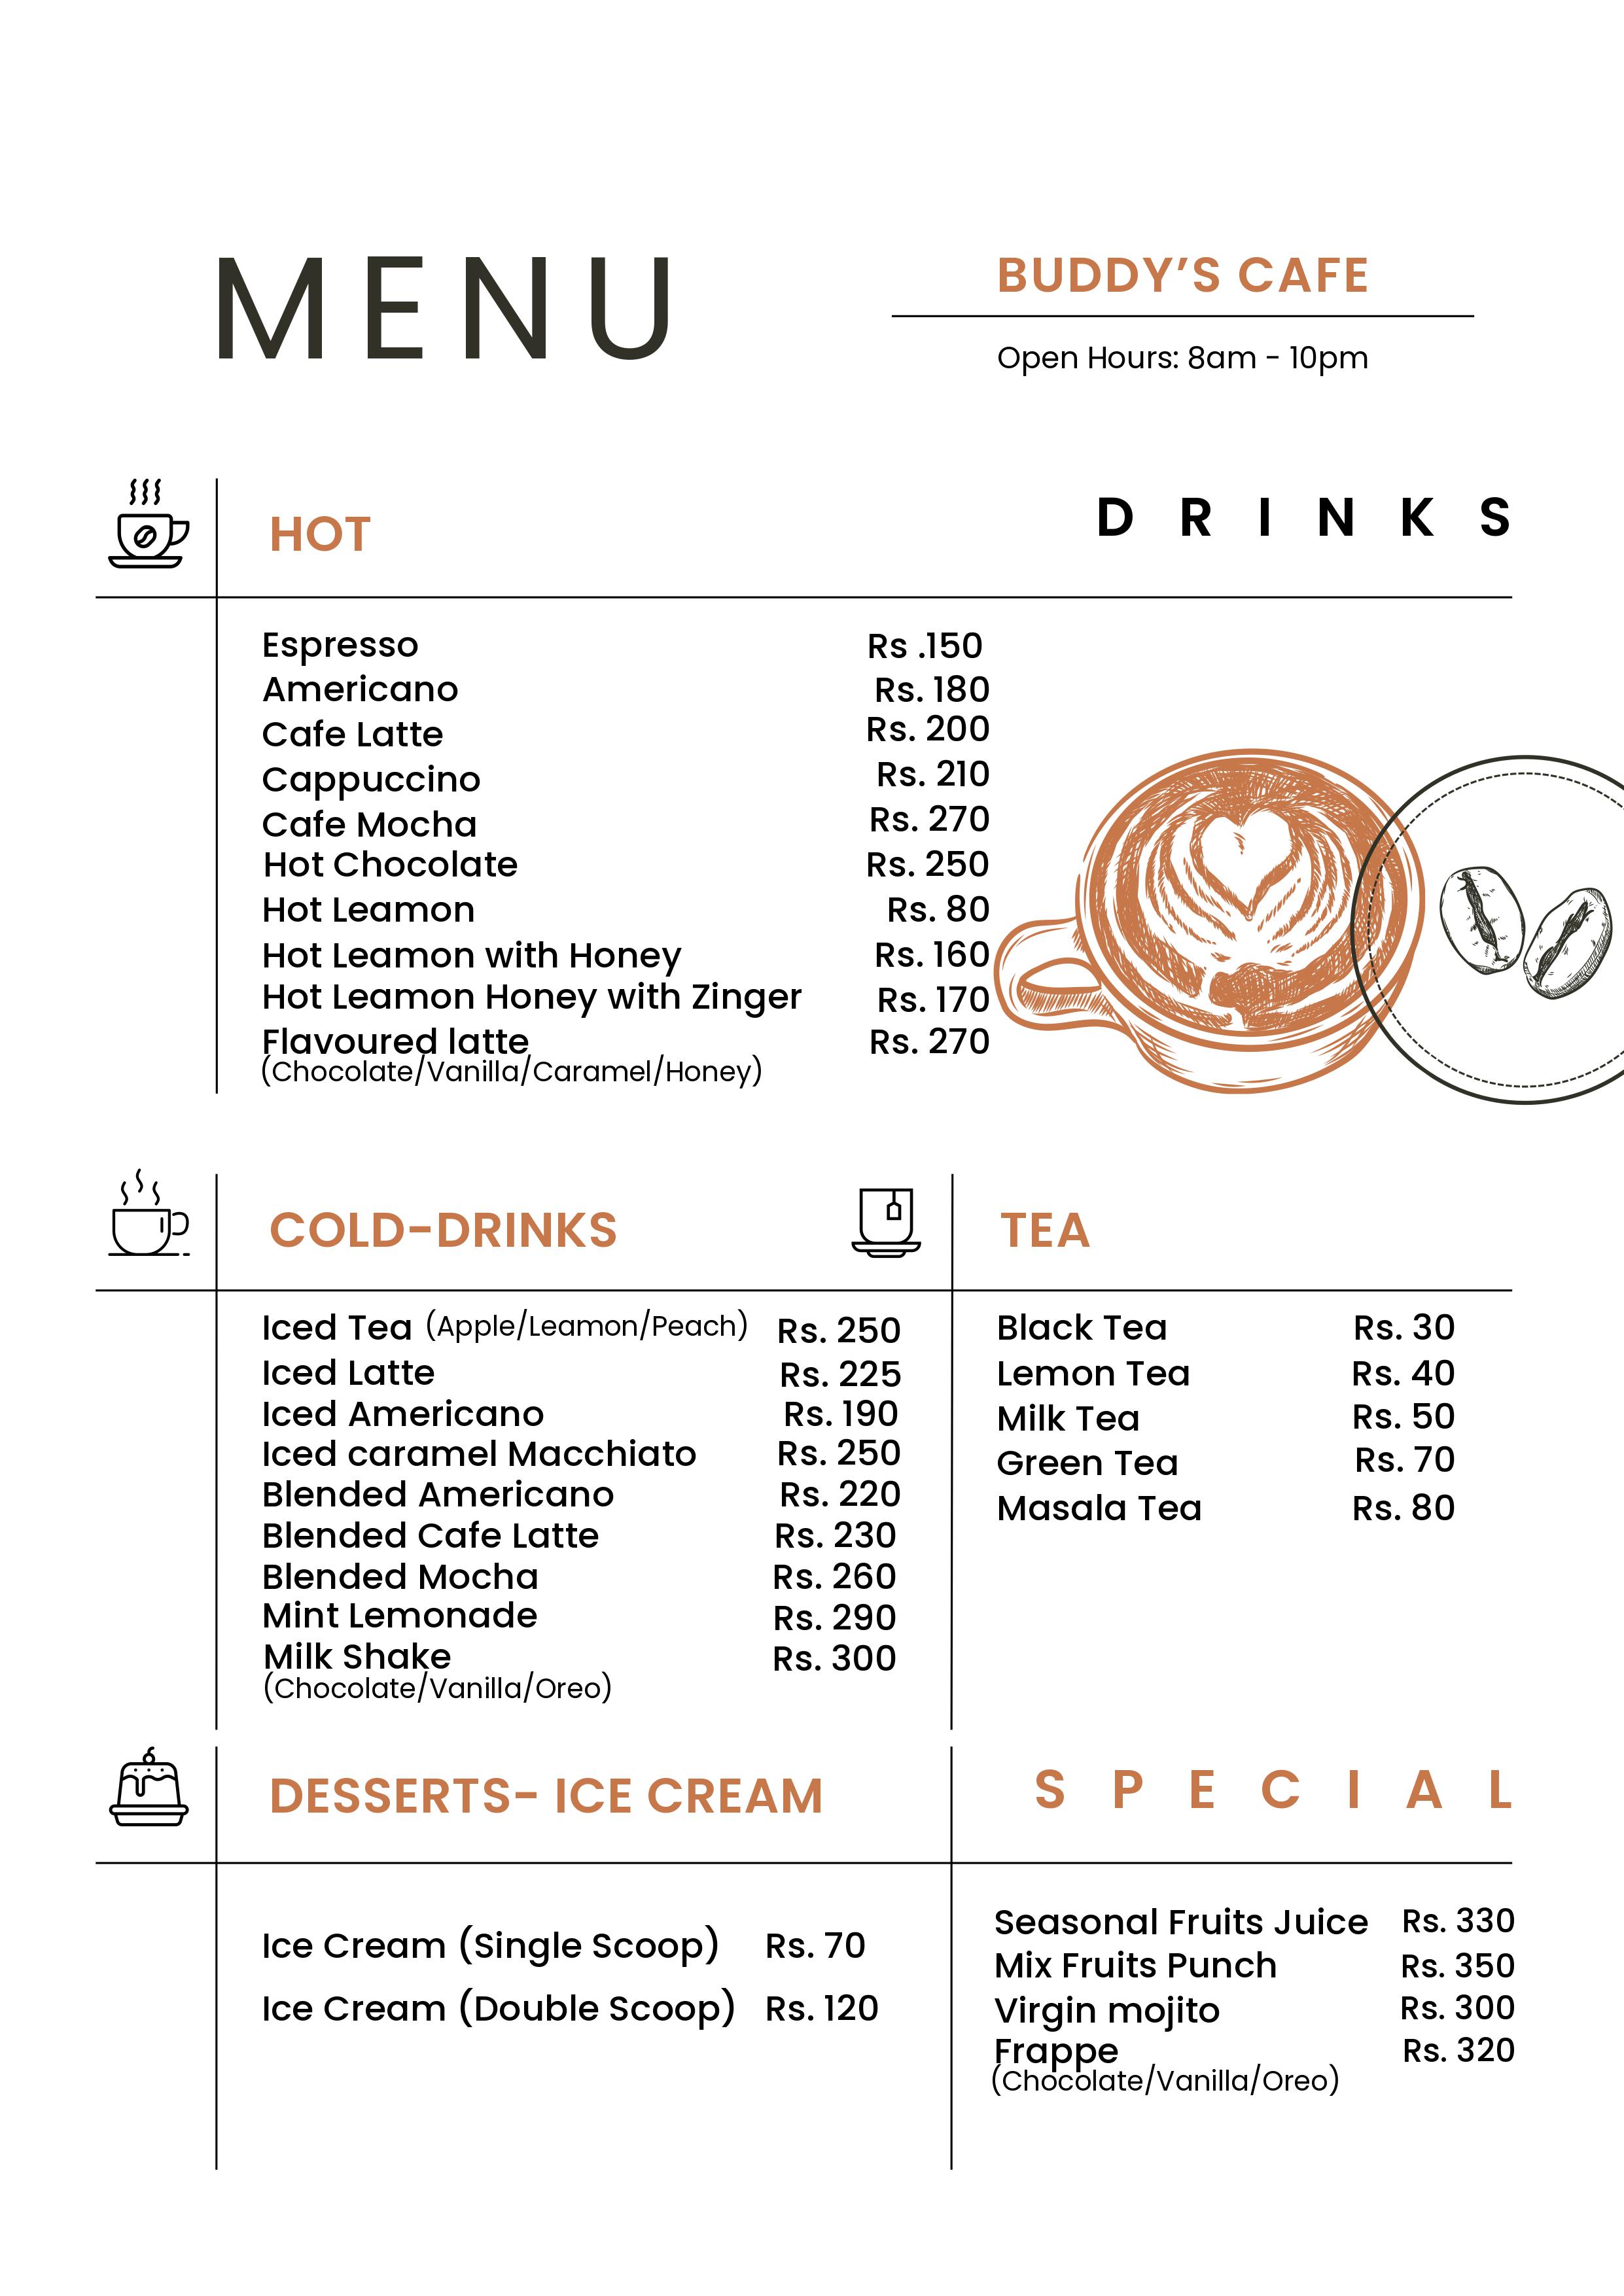 MENU
BUDDY'S CAFE
Open Hours: 8am - 10pm
HOT
DRINKS
Espresso Rs .150
Americano Rs. 180
Cafe Latte Rs. 200
Cappuccino Rs. 210
Cafe Mocha Rs. 270
Hot Chocolate Rs. 250
Hot Leamon Rs. 80
Hot Leamon with Honey Rs. 160
Hot Leamon Honey with Zinger Rs. 170
Flavoured latte Rs. 270
(Chocolate/Vanilla/Caramel/Honey)
COLD-DRINKS
Iced Tea (Apple/Leamon/Peach) Rs. 250
Iced Latte Rs. 225
Iced Americano Rs. 190
Iced caramel Macchiato Rs. 250
Blended Americano Rs. 220
Blended Cafe Latte Rs. 230
Blended Mocha Rs. 260
Mint Lemonade Rs. 290
Milk Shake Rs. 300
(Chocolate/Vanilla/Oreo)
TEA
Black Tea Rs. 30
Lemon Tea Rs. 40
Milk Tea Rs. 50
Green Tea Rs. 70
Masala Tea Rs. 80
DESSERTS- ICE CREAM
Ice Cream (Single Scoop) Rs. 70
Ice Cream (Double Scoop) Rs. 120
SPECIAL
Seasonal Fruits Juice Rs. 330
Mix Fruits Punch Rs. 350
Virgin mojito Rs. 300
Frappe Rs. 320
(Chocolate/Vanilla/Oreo)